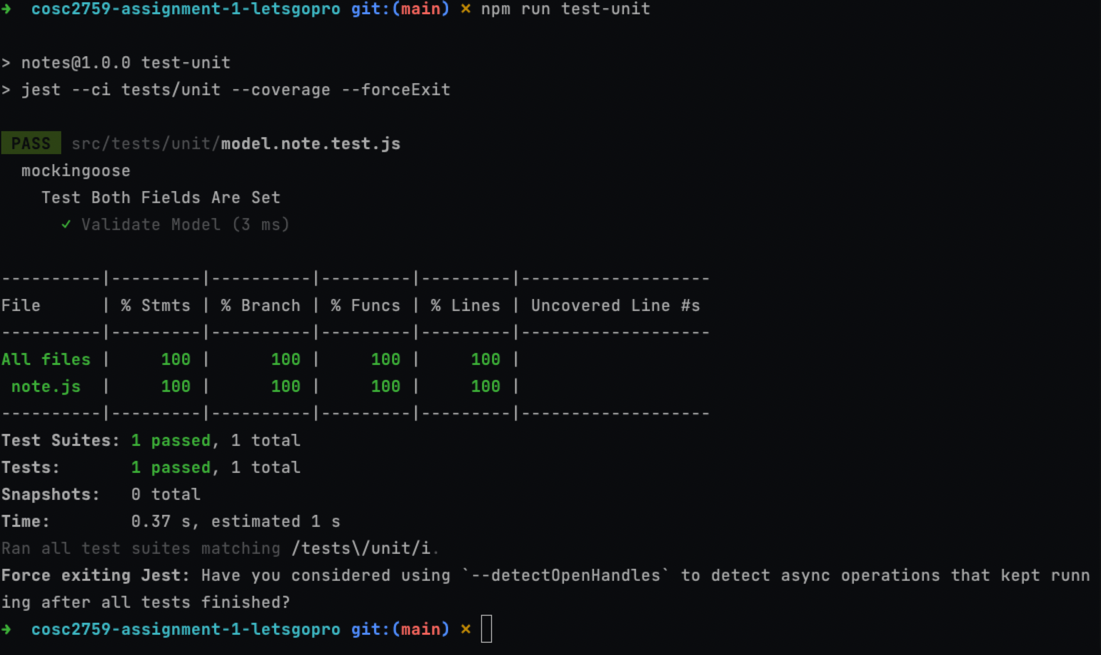 → cosc2759-assignment-1-letsgopro git:(main) × npm run test-unit
> notes@1.0.0 test-unit
> jest --ci tests/unit --coverage --forceExit
PASS src/tests/unit/model.note.test.js
mockingoose
Test Both Fields Are Set
✓ Validate Model (3 ms)
----------|---------|----------|---------|---------|-------------------
File      | % Stmts | % Branch | % Funcs | % Lines | Uncovered Line #s
----------|---------|----------|---------|---------|-------------------
All files |     100 |      100 |     100 |     100 |
 note.js  |     100 |      100 |     100 |     100 |
----------|---------|----------|---------|---------|-------------------
Test Suites: 1 passed, 1 total
Tests:       1 passed, 1 total
Snapshots:   0 total
Time:        0.37 s, estimated 1 s
Ran all test suites matching /tests\/unit/i.
Force exiting Jest: Have you considered using `--detectOpenHandles` to detect async operations that kept runn
ing after all tests finished?
→ cosc2759-assignment-1-letsgopro git:(main) ×